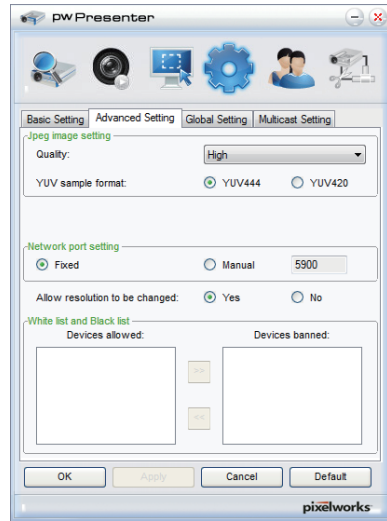 pwPresenter
Basic Setting Advanced Setting Global Setting Multicast Setting
Jpeg image setting
Quality: High
YUV sample format: YUV444 YUV420
Network port setting
Fixed Manual 5900
Allow resolution to be changed: Yes No
White list and Black list
Devices allowed: Devices banned:
>>
<<
OK Apply Cancel Default
pixelworks